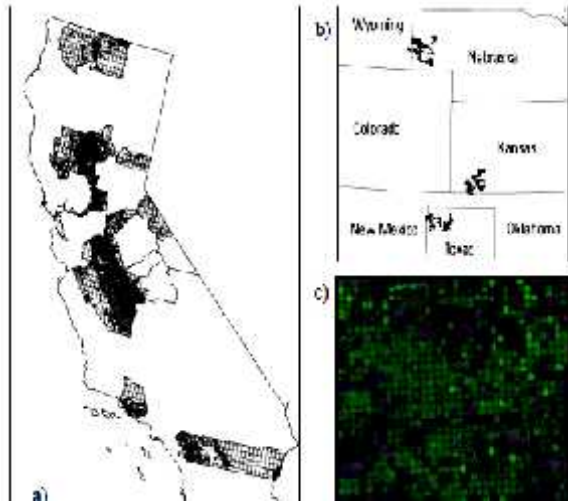 b)
Wyoming
Nebraska
Colorado
Kansas
New Mexico
Texas
Oklahoma
c)
a)